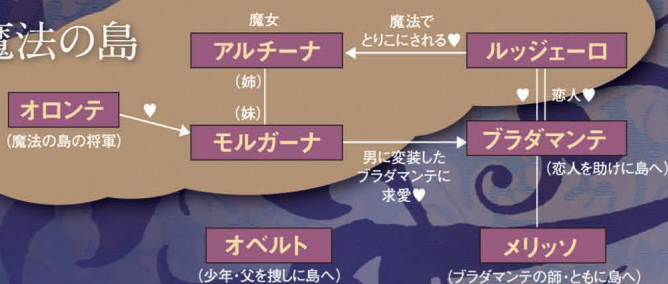 魔法の島
魔女
アルチーナ
魔法で
とりこにされる♥
ルッジェーロ
(姉)
(妹)
♥ 恋人♥
オロンテ
(魔法の島の将軍)
♥
モルガーナ
男に変装した
ブラダマンテに
求愛♥
ブラダマンテ
(恋人を助けに島へ)
オベルト
(少年・父を捜しに島へ)
メリッソ
(ブラダマンテの師・ともに島へ)